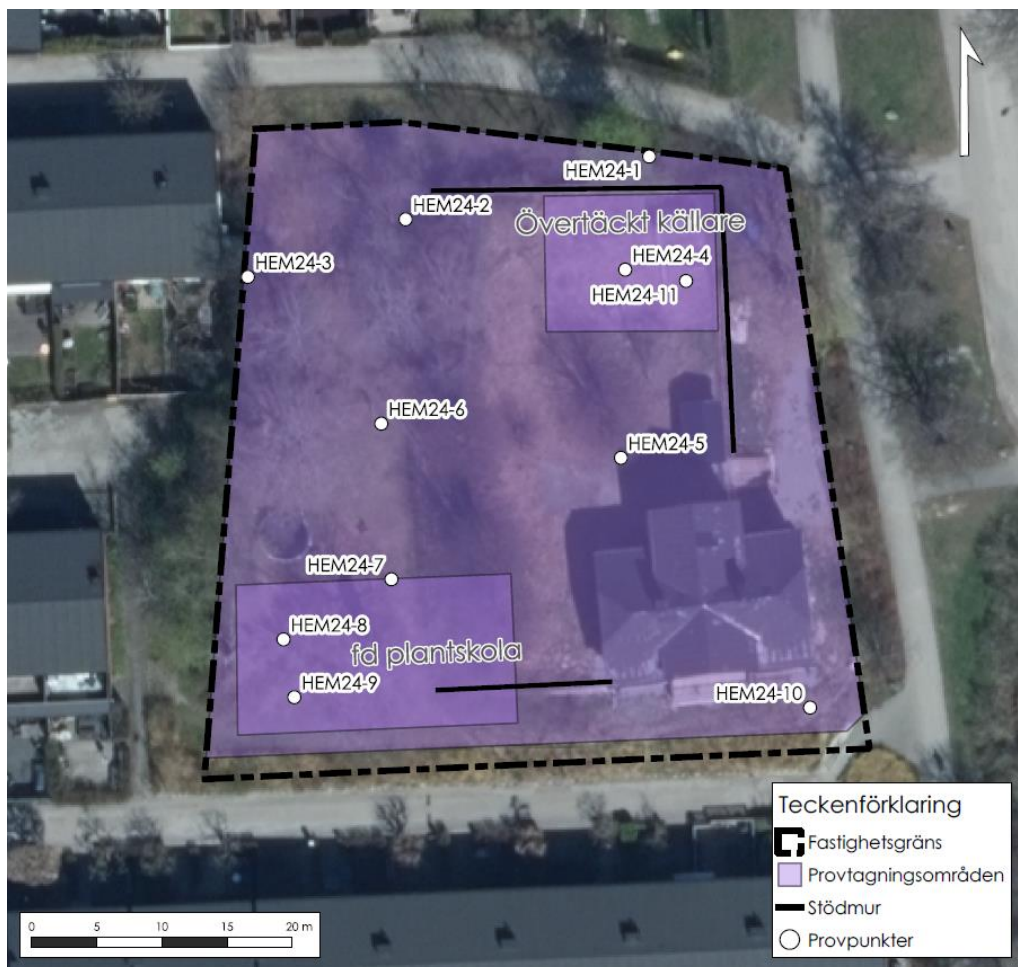 HEM24-1
HEM24-2
Övertäckt källare
HEM24-3
HEM24-4
HEM24-11
HEM24-6
HEM24-5
HEM24-7
HEM24-8
fd plantskola
HEM24-9
HEM24-10
Teckenförklaring
Fastighetsgräns
Provtagningsområden
Stödmur
Provpunkter
0 5 10 15 20 m